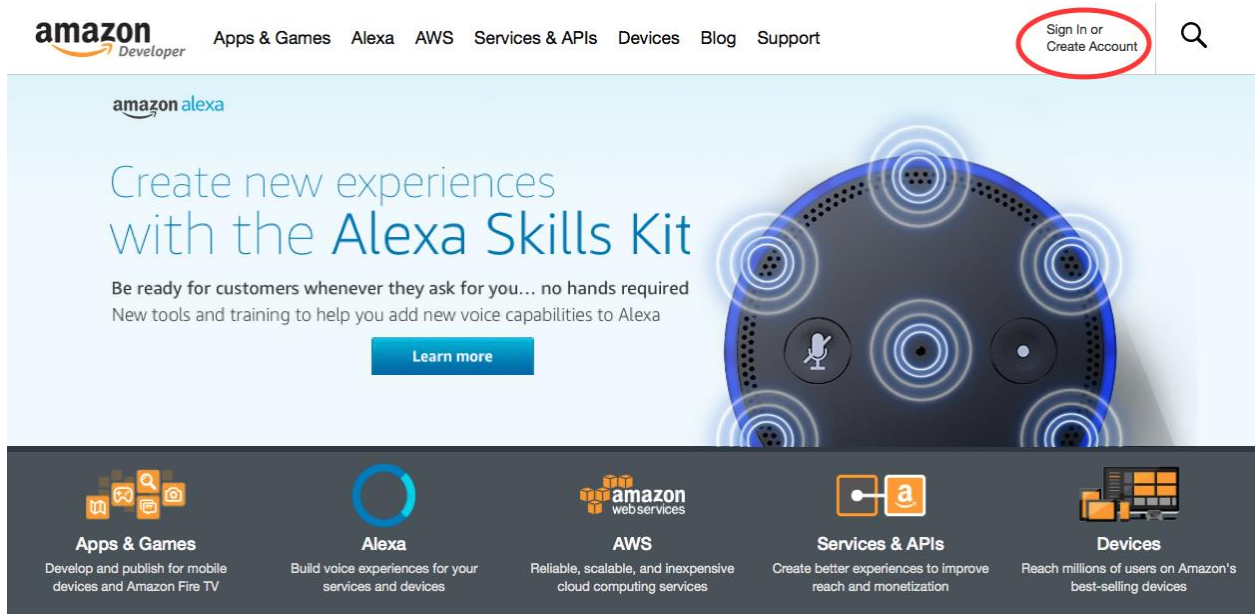 amazon
Developer
Apps & Games Alexa AWS Services & APIs Devices Blog Support
Sign In or
Create Account
amazon alexa
Create new experiences
with the Alexa Skills Kit
Be ready for customers whenever they ask for you... no hands required
New tools and training to help you add new voice capabilities to Alexa
Learn more
a
amazon
webservices
Apps & Games
Develop and publish for mobile
devices and Amazon Fire TV
Alexa
Build voice experiences for your
services and devices
AWS
Reliable, scalable, and inexpensive
cloud computing services
Services & APIs
Create better experiences to improve
reach and monetization
Devices
Reach millions of users on Amazon's
best-selling devices